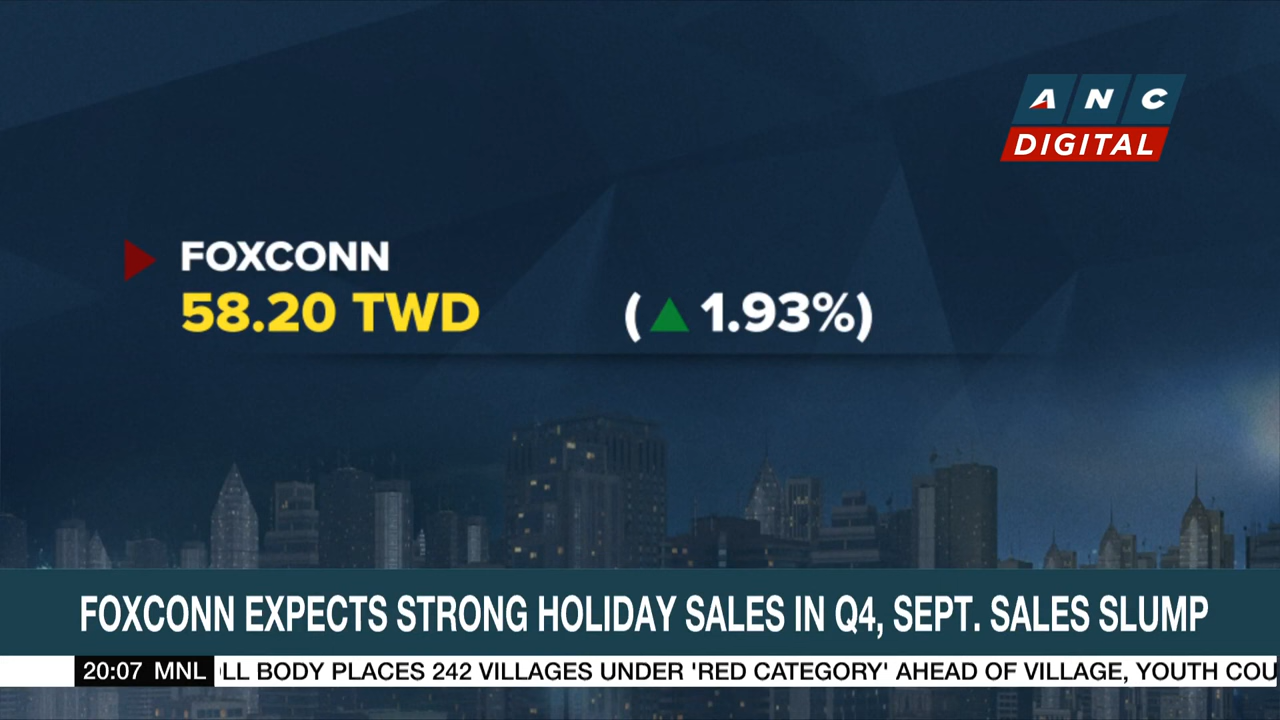 ANC
DIGITAL
FOXCONN
58.20 TWD (▲1.93%)
FOXCONN EXPECTS STRONG HOLIDAY SALES IN Q4, SEPT. SALES SLUMP
20:07 MNL BODY PLACES 242 VILLAGES UNDER 'RED CATEGORY' AHEAD OF VILLAGE, YOUTH